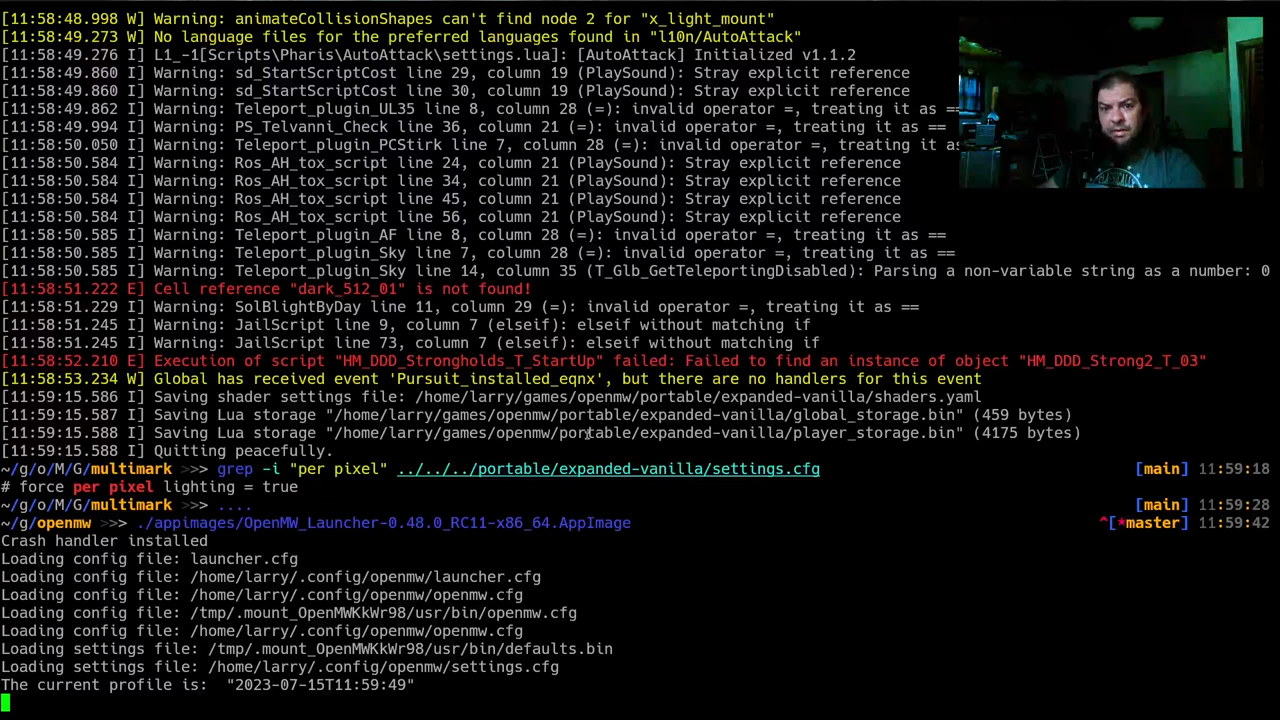 [11:58:48.998 W] Warning: animateCollisionShapes can't find node 2 for "x_light_mount"
[11:58:49.273 W] No language files for the preferred languages found in "l10n/AutoAttack"
[11:58:49.276 I] L1_-1[Scripts\Pharis\AutoAttack\settings.lua]: [AutoAttack] Initialized v1.1.2
[11:58:49.860 I] Warning: sd_StartScriptCost line 29, column 19 (PlaySound): Stray explicit reference
[11:58:49.860 I] Warning: sd_StartScriptCost line 30, column 19 (PlaySound): Stray explicit reference
[11:58:49.862 I] Warning: Teleport_plugin_UL35 line 8, column 28 (=): invalid operator =, treating it as ==
[11:58:49.994 I] Warning: PS_Telvanni_Check line 36, column 21 (=): invalid operator =, treating it as ==
[11:58:50.050 I] Warning: Teleport_plugin_PCStirk line 7, column 28 (=): invalid operator =, treating it as ==
[11:58:50.584 I] Warning: Ros_AH_tox_script line 24, column 21 (PlaySound): Stray explicit reference
[11:58:50.584 I] Warning: Ros_AH_tox_script line 34, column 21 (PlaySound): Stray explicit reference
[11:58:50.584 I] Warning: Ros_AH_tox_script line 45, column 21 (PlaySound): Stray explicit reference
[11:58:50.584 I] Warning: Ros_AH_tox_script line 56, column 21 (PlaySound): Stray explicit reference
[11:58:50.585 I] Warning: Teleport_plugin_AF line 8, column 28 (=): invalid operator =, treating it as ==
[11:58:50.585 I] Warning: Teleport_plugin_Sky line 7, column 28 (=): invalid operator =, treating it as ==
[11:58:50.585 I] Warning: Teleport_plugin_Sky line 14, column 35 (T_Glb_GetTeleportingDisabled): Parsing a non-variable string as a number: 0
[11:58:51.222 E] Cell reference "dark_512_01" is not found!
[11:58:51.229 I] Warning: SolBlightByDay line 11, column 29 (=): invalid operator =, treating it as ==
[11:58:51.245 I] Warning: JailScript line 9, column 7 (elseif): elseif without matching if
[11:58:51.245 I] Warning: JailScript line 73, column 7 (elseif): elseif without matching if
[11:58:52.210 E] Execution of script "HM_DDD_Strongholds_T_StartUp" failed: Failed to find an instance of object "HM_DDD_Strong2_T_03"
[11:58:53.234 W] Global has received event 'Pursuit_installed_eqnx', but there are no handlers for this event
[11:59:15.586 I] Saving shader settings file: /home/larry/games/openmw/portable/expanded-vanilla/shaders.yaml
[11:59:15.587 I] Saving Lua storage "/home/larry/games/openmw/portable/expanded-vanilla/global_storage.bin" (459 bytes)
[11:59:15.588 I] Saving Lua storage "/home/larry/games/openmw/portable/expanded-vanilla/player_storage.bin" (4175 bytes)
[11:59:15.588 I] Quitting peacefully.
~/g/o/M/G/multimark >>> grep -i "per pixel" ../../../portable/expanded-vanilla/settings.cfg [main] 11:59:18
# force per pixel lighting = true
~/g/o/M/G/multimark >>> .... [main] 11:59:28
~/g/openmw >>> ./appimages/OpenMW_Launcher-0.48.0_RC11-x86_64.AppImage ^[*master] 11:59:42
Crash handler installed
Loading config file: launcher.cfg
Loading config file: /home/larry/.config/openmw/launcher.cfg
Loading config file: /home/larry/.config/openmw/openmw.cfg
Loading config file: /tmp/.mount_OpenMWKkWr98/usr/bin/openmw.cfg
Loading config file: /home/larry/.config/openmw/openmw.cfg
Loading settings file: /tmp/.mount_OpenMWKkWr98/usr/bin/defaults.bin
Loading settings file: /home/larry/.config/openmw/settings.cfg
The current profile is:  "2023-07-15T11:59:49"